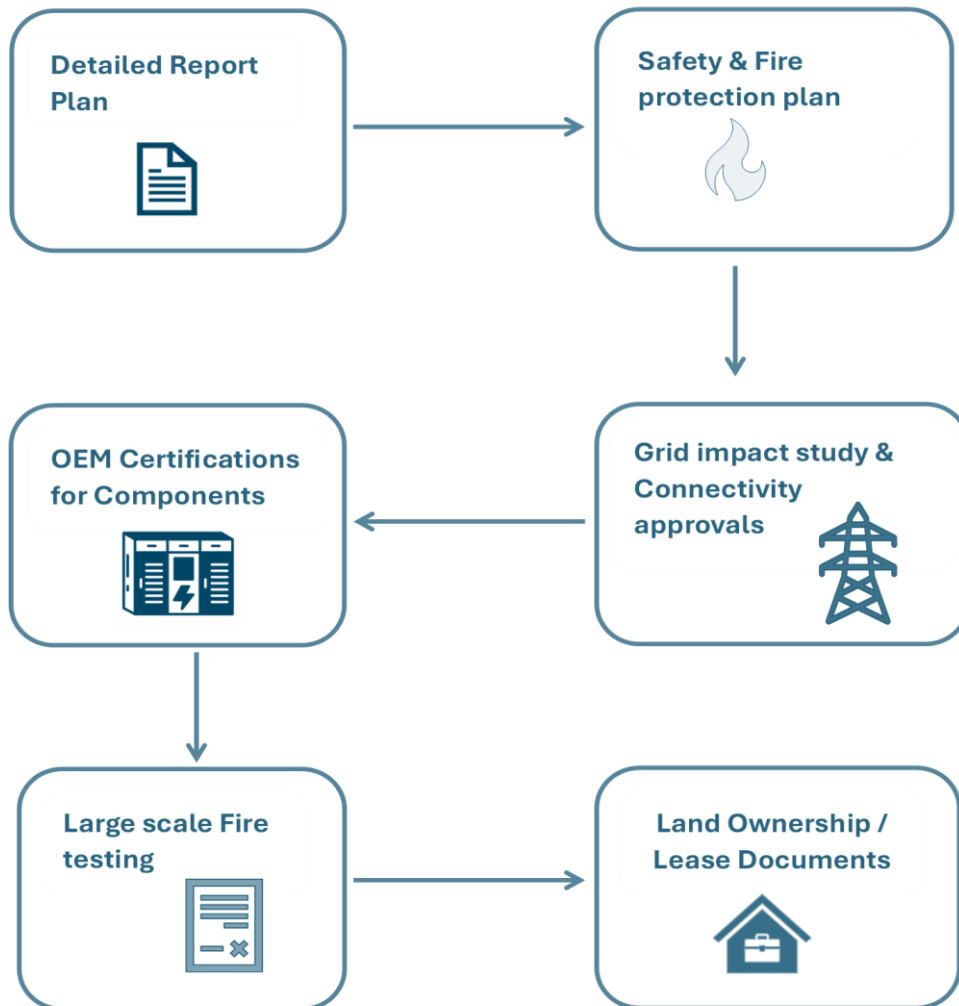 Detailed Report
Plan
Safety & Fire
protection plan
Grid impact study &
Connectivity
approvals
OEM Certifications
for Components
Large scale Fire
testing
Land Ownership /
Lease Documents